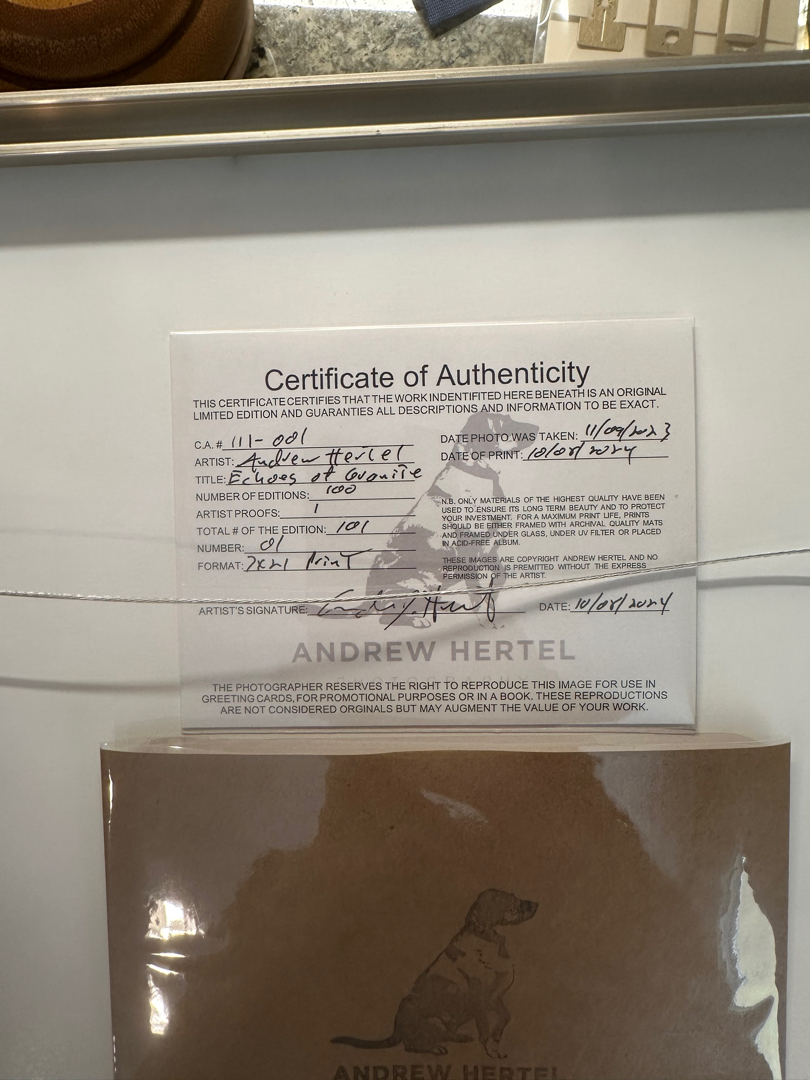 Certificate of Authenticity
THIS CERTIFICATE CERTIFIES THAT THE WORK INDENTIFITED HERE BENEATH IS AN ORIGINAL
LIMITED EDITION AND GUARANTIES ALL DESCRIPTIONS AND INFORMATION TO BE EXACT.
C.A. # 111-001
ARTIST: Andrew Hertel
TITLE: Echoes of Granite
NUMBER OF EDITIONS: 100
ARTIST PROOFS: 1
TOTAL # OF THE EDITION: 101
NUMBER: 01
FORMAT: 7x21 Print
DATE PHOTO WAS TAKEN: 11/09/2023
DATE OF PRINT: 10/08/2024
N.B. ONLY MATERIALS OF THE HIGHEST QUALITY HAVE BEEN
USED TO ENSURE ITS LONG TERM BEAUTY AND TO PROTECT
YOUR INVESTMENT. FOR A MAXIMUM PRINT LIFE, PRINTS
SHOULD BE EITHER FRAMED WITH ARCHIVAL QUALITY MATS
AND FRAMED UNDER GLASS, UNDER UV FILTER OR PLACED
IN ACID-FREE ALBUM.
THESE IMAGES ARE COPYRIGHT ANDREW HERTEL AND NO
REPRODUCTION IS PREMITTED WITHOUT THE EXPRESS
PERMISSION OF THE ARTIST.
ARTIST'S SIGNATURE:
DATE: 10/08/2024
ANDREW HERTEL
THE PHOTOGRAPHER RESERVES THE RIGHT TO REPRODUCE THIS IMAGE FOR USE IN
GREETING CARDS, FOR PROMOTIONAL PURPOSES OR IN A BOOK. THESE REPRODUCTIONS
ARE NOT CONSIDERED ORGINALS BUT MAY AUGMENT THE VALUE OF YOUR WORK.
ANDREW HERTEL